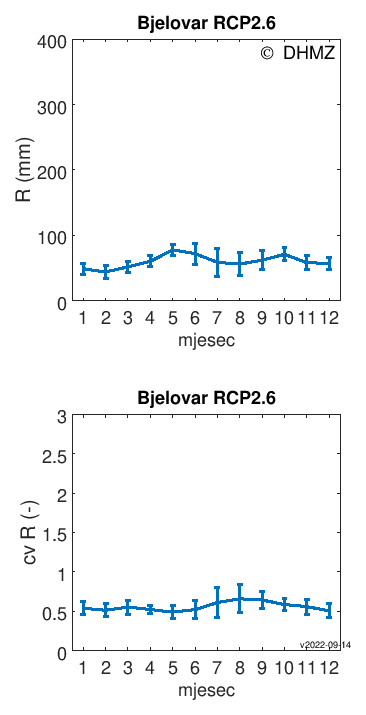 Bjelovar RCP2.6
© DHMZ
400
300
200
100
0
R (mm)
1 2 3 4 5 6 7 8 9 10 11 12
mjesec
Bjelovar RCP2.6
3
2.5
2
1.5
1
0.5
0
cv R (-)
v2022-09-14
1 2 3 4 5 6 7 8 9 10 11 12
mjesec